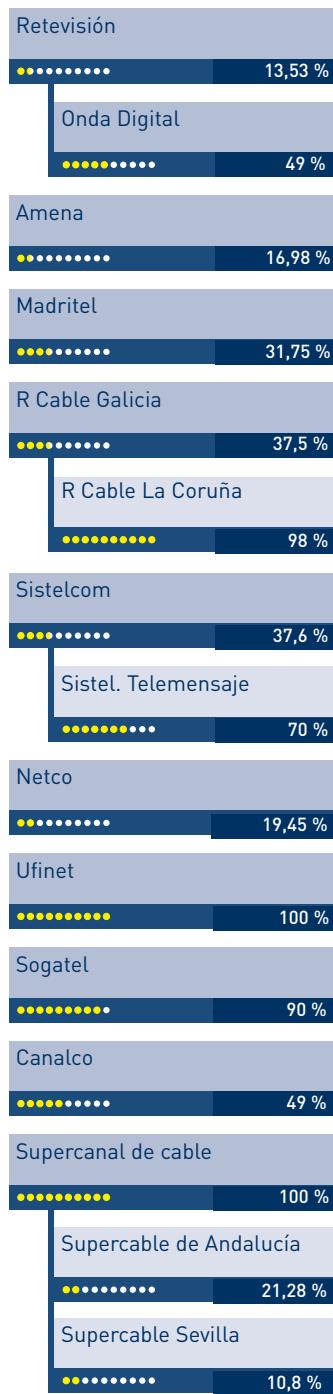 Retevisión
13,53 %
Onda Digital
49 %
Amena
16,98 %
Madritel
31,75 %
R Cable Galicia
37,5 %
R Cable La Coruña
98 %
Sistelcom
37,6 %
Sistel. Telemensaje
70 %
Netco
19,45 %
Ufinet
100 %
Sogatel
90 %
Canalco
49 %
Supercanal de cable
100 %
Supercable de Andalucía
21,28 %
Supercable Sevilla
10,8 %